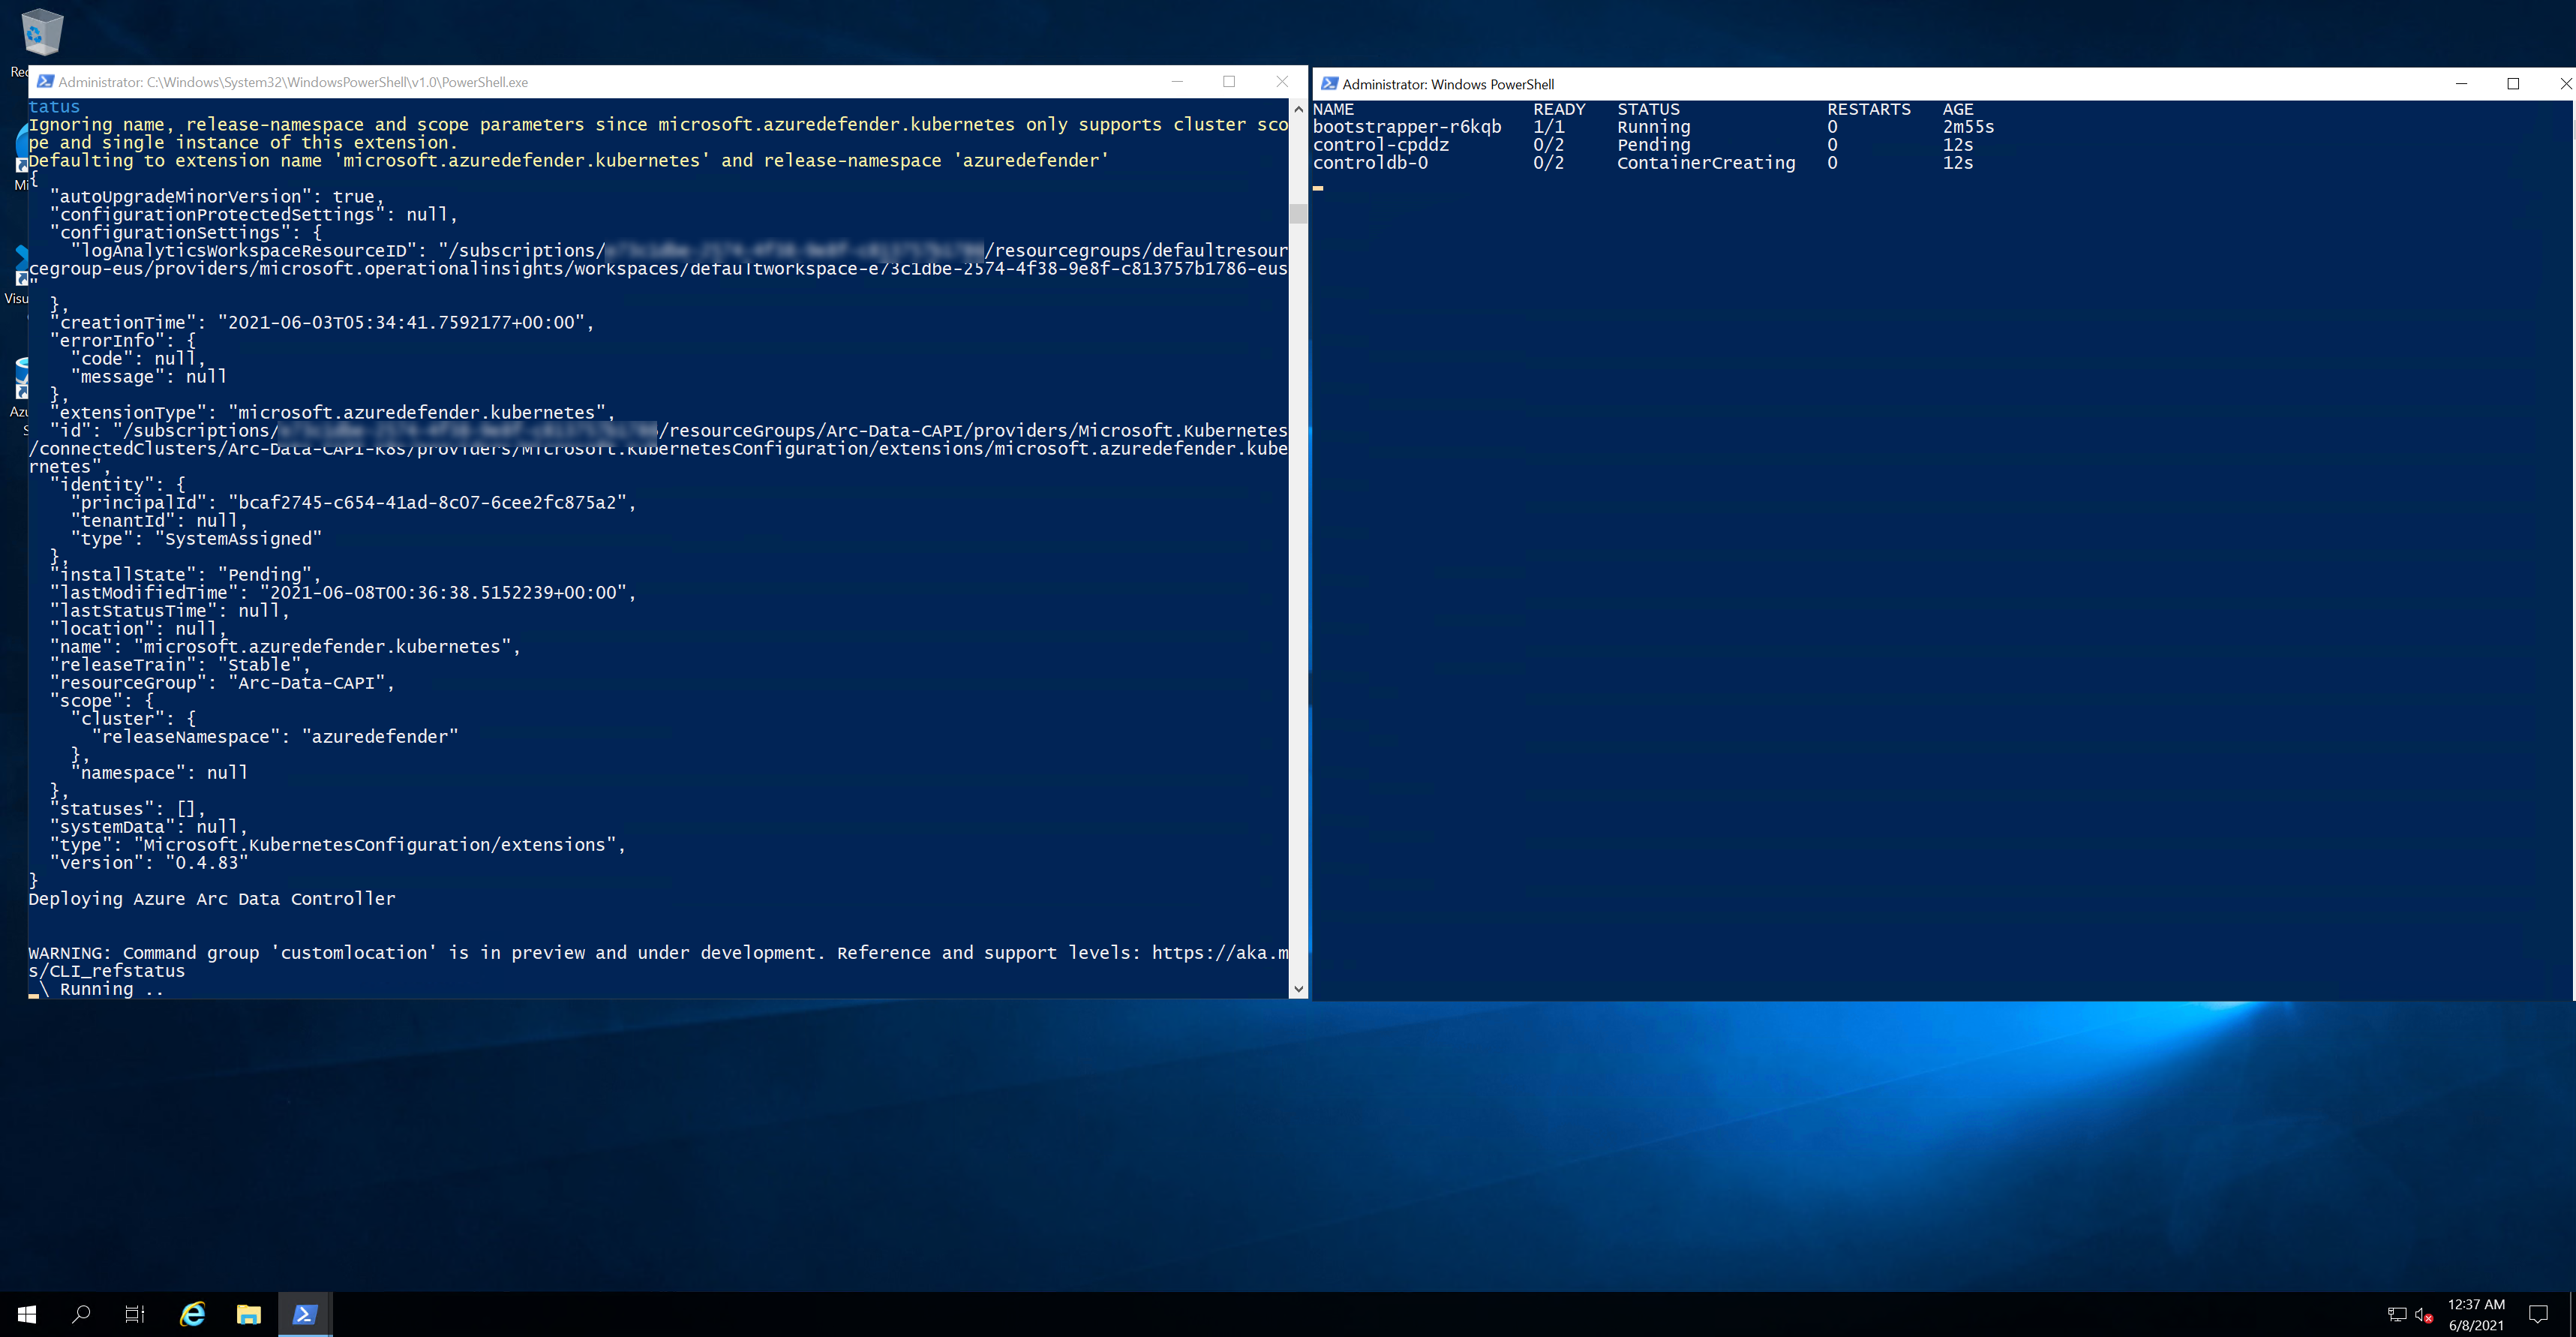 Rec
Mi
Visu
Azu
S
Administrator: C:\Windows\System32\WindowsPowerShell\v1.0\PowerShell.exe
tatus
Ignoring name, release-namespace and scope parameters since microsoft.azuredefender.kubernetes only supports cluster sco
pe and single instance of this extension.
Defaulting to extension name 'microsoft.azuredefender.kubernetes' and release-namespace 'azuredefender'
{
"autoUpgradeMinorVersion": true,
"configurationProtectedSettings": null,
"configurationSettings": {
"logAnalyticsWorkspaceResourceID": "/subscriptions/ /resourcegroups/defaultresour
cegroup-eus/providers/microsoft.operationalinsights/workspaces/defaultworkspace-e73c1dbe-2574-4f38-9e8f-c813757b1786-eus
"
},
"creationTime": "2021-06-03T05:34:41.7592177+00:00",
"errorInfo": {
"code": null,
"message": null
},
"extensionType": "microsoft.azuredefender.kubernetes",
"id": "/subscriptions/ /resourceGroups/Arc-Data-CAPI/providers/Microsoft.Kubernetes
/connectedClusters/Arc-Data-CAPI-K8s/providers/Microsoft.KubernetesConfiguration/extensions/microsoft.azuredefender.kube
rnetes",
"identity": {
"principalId": "bcaf2745-c654-41ad-8c07-6cee2fc875a2",
"tenantId": null,
"type": "SystemAssigned"
},
"installState": "Pending",
"lastModifiedTime": "2021-06-08T00:36:38.5152239+00:00",
"lastStatusTime": null,
"location": null,
"name": "microsoft.azuredefender.kubernetes",
"releaseTrain": "Stable",
"resourceGroup": "Arc-Data-CAPI",
"scope": {
"cluster": {
"releaseNamespace": "azuredefender"
},
"namespace": null
},
"statuses": [],
"systemData": null,
"type": "Microsoft.KubernetesConfiguration/extensions",
"version": "0.4.83"
}
Deploying Azure Arc Data Controller
WARNING: Command group 'customlocation' is in preview and under development. Reference and support levels: https://aka.m
s/CLI_refstatus
\ Running ..
Administrator: Windows PowerShell
NAME READY STATUS RESTARTS AGE
bootstrapper-r6kqb 1/1 Running 0 2m55s
control-cpddz 0/2 Pending 0 12s
controldb-0 0/2 ContainerCreating 0 12s
12:37 AM
6/8/2021